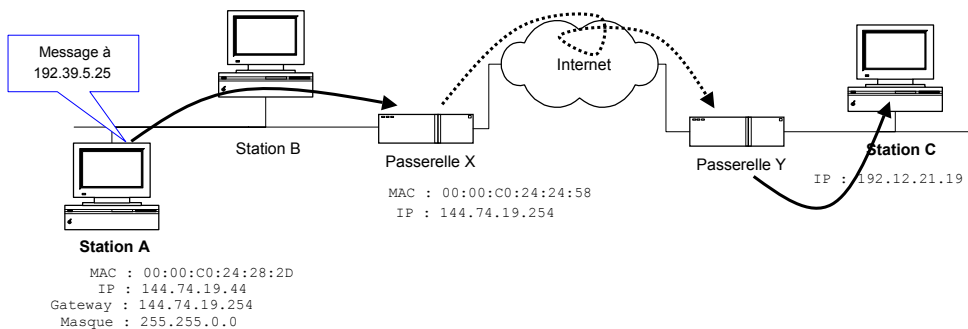 Message à
192.39.5.25
Internet
Station B
Passerelle X
Passerelle Y
Station C
MAC : 00:00:C0:24:24:58
IP : 144.74.19.254
IP : 192.12.21.19
Station A
MAC : 00:00:C0:24:28:2D
IP : 144.74.19.44
Gateway : 144.74.19.254
Masque : 255.255.0.0